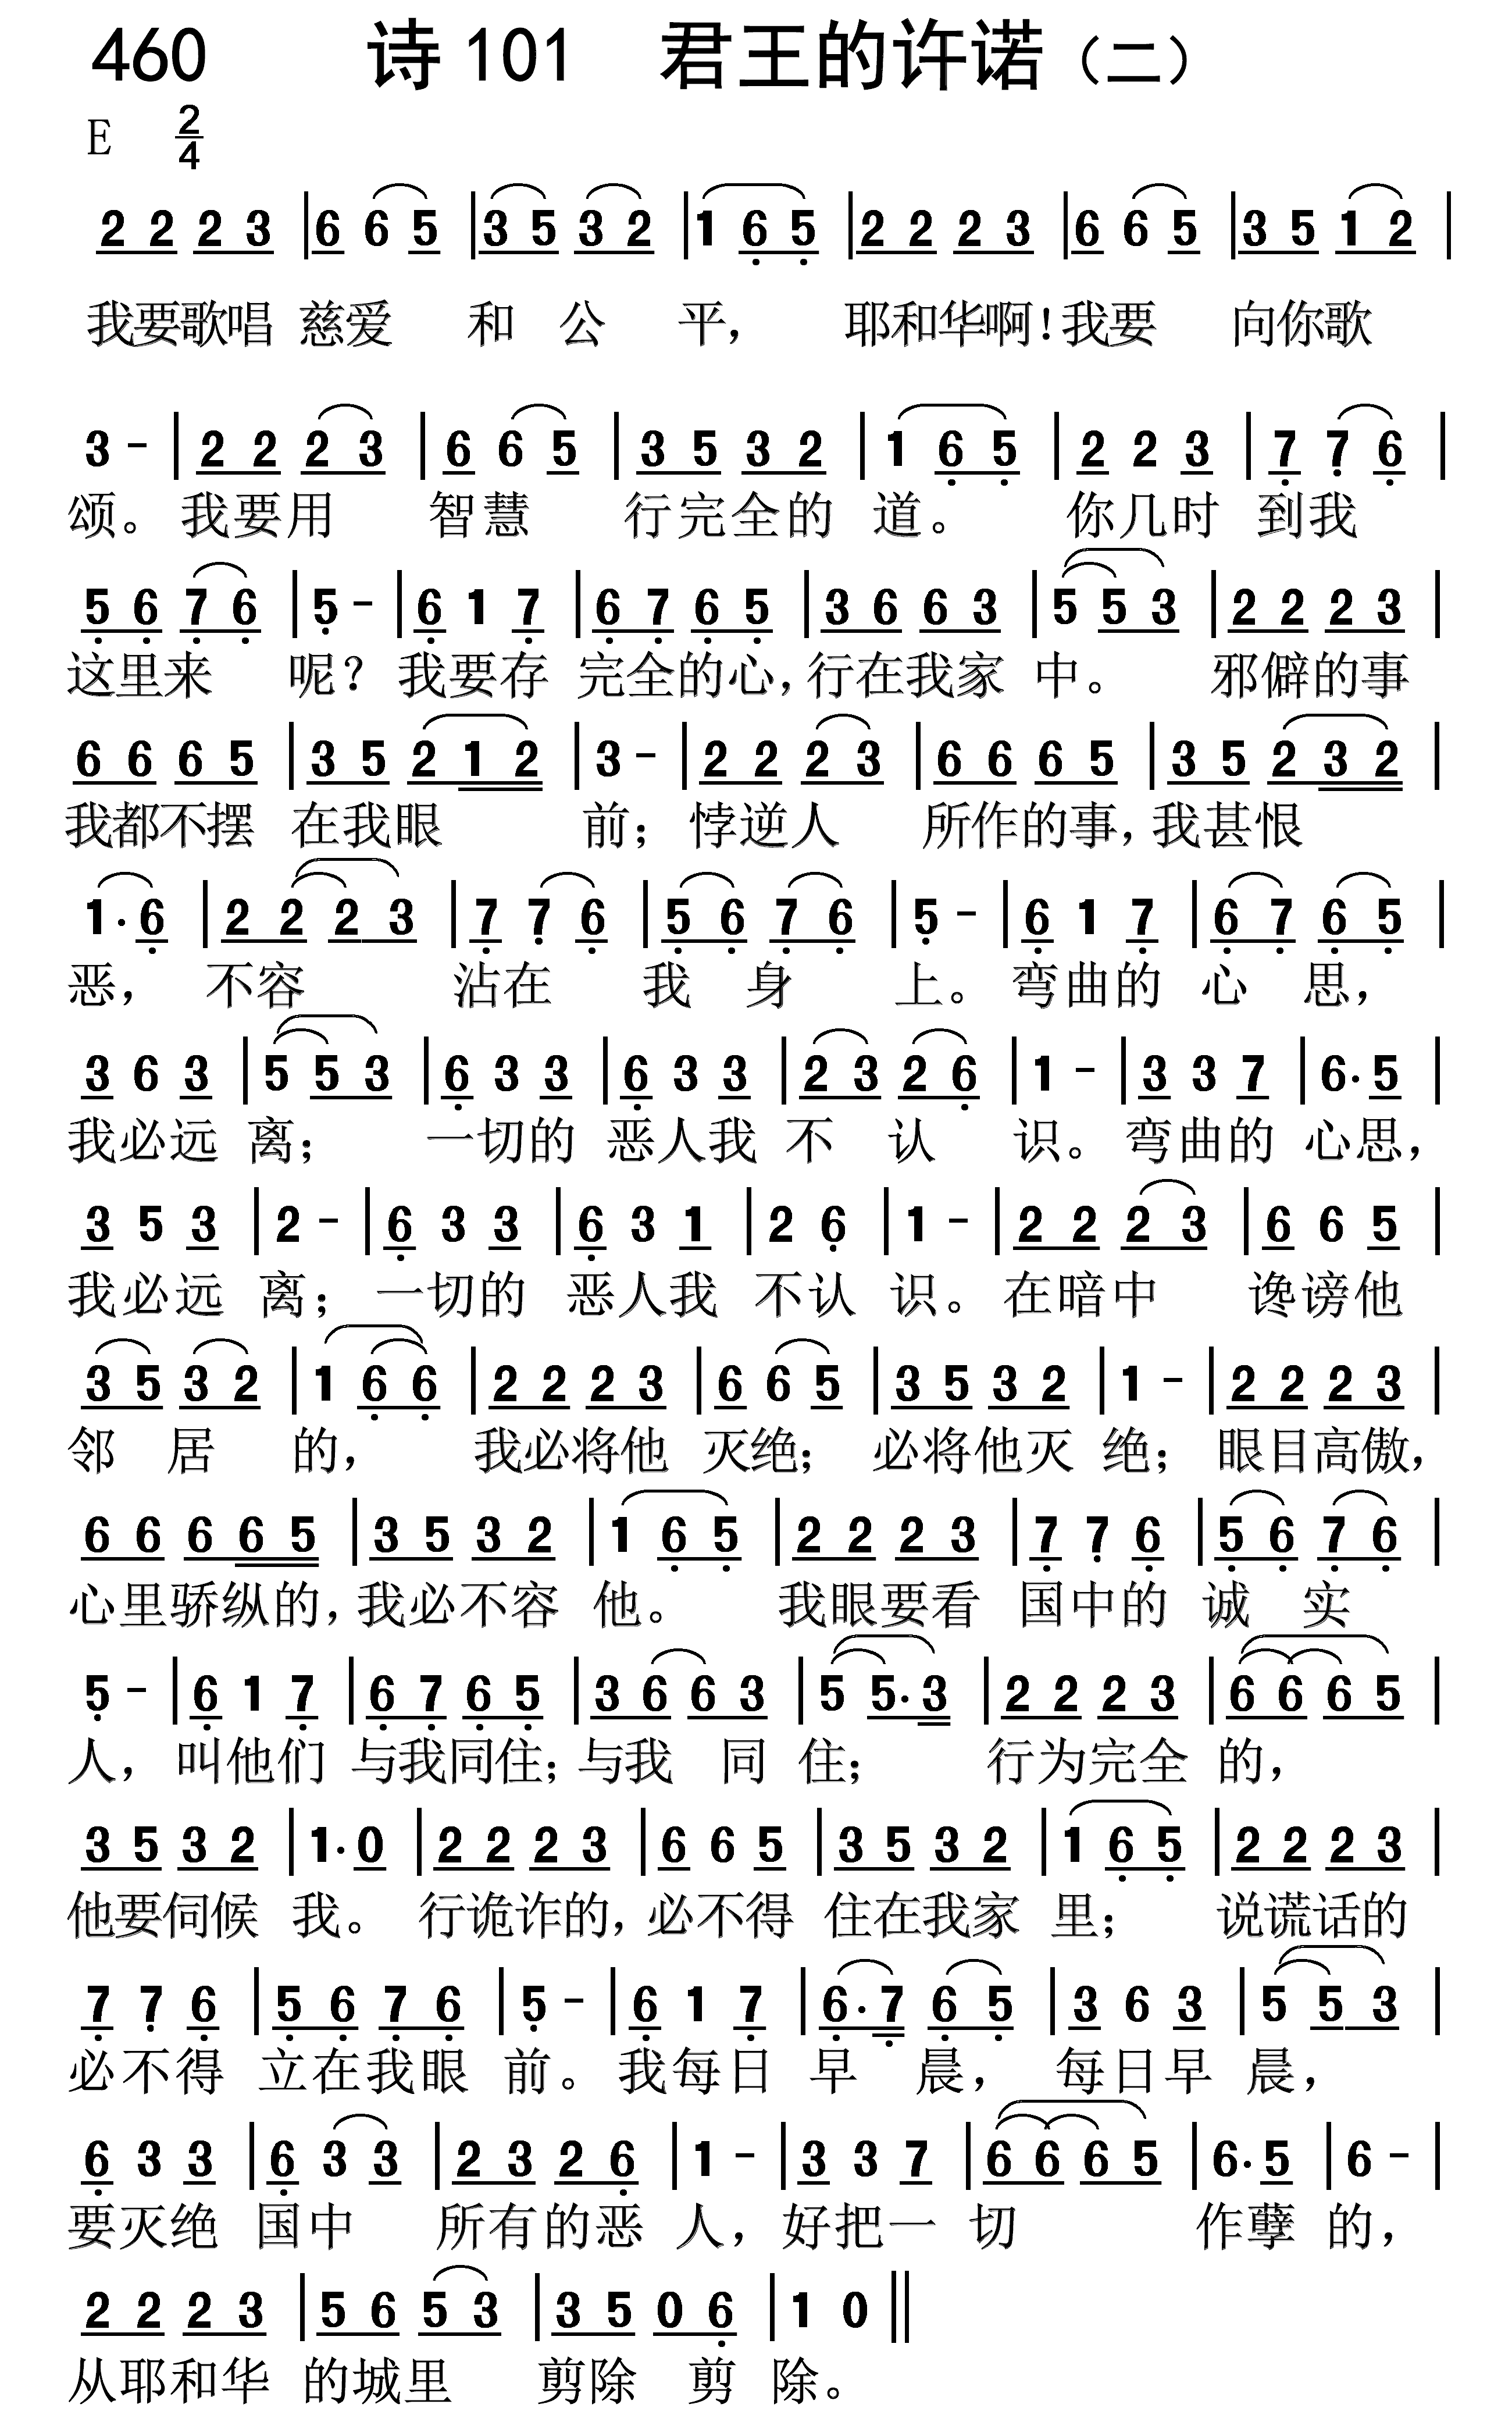 460 诗101 君王的许诺（二）
E 2/4
2 2 2 3 | 6 6 5 | 3 5 3 2 | 1 6 5 | 2 2 2 3 | 6 6 5 | 3 5 1 2 |
我要歌唱 慈爱 和 公 平， 耶和华啊！我要 向你歌
3 - | 2 2 2 3 | 6 6 5 | 3 5 3 2 | 1 6 5 | 2 2 3 | 7 7 6 |
颂。我要用 智慧 行完全的 道。 你几时 到我
5 6 7 6 | 5 - | 6 1 7 | 6 7 6 5 | 3 6 6 3 | 5 5 3 | 2 2 2 3 |
这里来 呢？我要存 完全的心，行在我家 中。 邪僻的事
6 6 6 5 | 3 5 2 1 2 | 3 - | 2 2 2 3 | 6 6 6 5 | 3 5 2 3 2 |
我都不摆 在我眼 前；悖逆人 所作的事，我甚恨
1· 6 | 2 2 2 3 | 7 7 6 | 5 6 7 6 | 5 - | 6 1 7 | 6 7 6 5 |
恶， 不容 沾在 我 身 上。弯曲的 心 思，
3 6 3 | 5 5 3 | 6 3 3 | 6 3 3 | 2 3 2 6 | 1 - | 3 3 7 | 6· 5 |
我必远 离； 一切的 恶人我 不 认 识。弯曲的 心思，
3 5 3 | 2 - | 6 3 3 | 6 3 1 | 2 6 | 1 - | 2 2 2 3 | 6 6 5 |
我必远 离；一切的 恶人我 不认 识。在暗中 谗谤他
3 5 3 2 | 1 6 6 | 2 2 2 3 | 6 6 5 | 3 5 3 2 | 1 - | 2 2 2 3 |
邻 居 的， 我必将他 灭绝； 必将他灭 绝；眼目高傲，
6 6 6 6 5 | 3 5 3 2 | 1 6 5 | 2 2 2 3 | 7 7 6 | 5 6 7 6 |
心里骄纵的，我必不容 他。 我眼要看 国中的 诚 实
5 - | 6 1 7 | 6 7 6 5 | 3 6 6 3 | 5 5· 3 | 2 2 2 3 | 6 6 6 5 |
人，叫他们 与我同住；与我 同 住； 行为完全 的，
3 5 3 2 | 1· 0 | 2 2 2 3 | 6 6 5 | 3 5 3 2 | 1 6 5 | 2 2 2 3 |
他要伺候 我。 行诡诈的，必不得 住在我家 里； 说谎话的
7 7 6 | 5 6 7 6 | 5 - | 6 1 7 | 6· 7 6 5 | 3 6 3 | 5 5 3 |
必不得 立在我眼 前。我每日 早 晨， 每日早 晨，
6 3 3 | 6 3 3 | 2 3 2 6 | 1 - | 3 3 7 | 6 6 6 5 | 6· 5 | 6 - |
要灭绝 国中 所有的恶 人，好把一 切 作孽 的，
2 2 2 3 | 5 6 5 3 | 3 5 0 6 | 1 0 ||
从耶和华 的城里 剪除 剪 除。